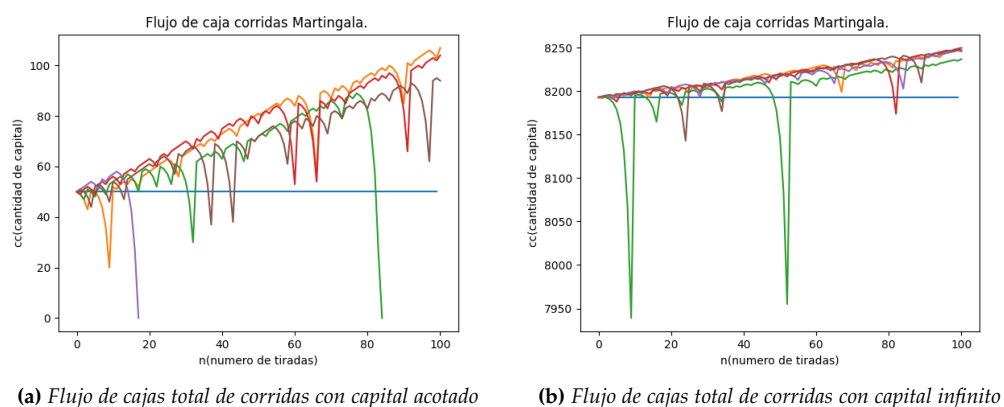 Flujo de caja corridas Martingala.
cc(cantidad de capital)
100
80
60
40
20
0
0 20 40 60 80 100
n(numero de tiradas)
(a) Flujo de cajas total de corridas con capital acotado
Flujo de caja corridas Martingala.
cc(cantidad de capital)
8250
8200
8150
8100
8050
8000
7950
0 20 40 60 80 100
n(numero de tiradas)
(b) Flujo de cajas total de corridas con capital infinito